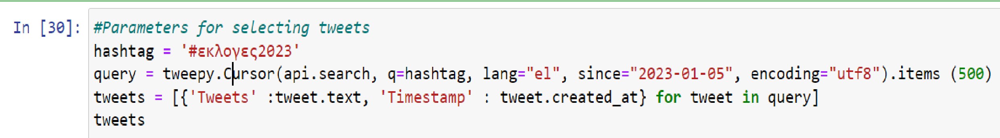 In [30]: #Parameters for selecting tweets
hashtag = '#εκλογες2023'
query = tweepy.Cursor(api.search, q=hashtag, lang="el", since="2023-01-05", encoding="utf8").items (500)
tweets = [{'Tweets' :tweet.text, 'Timestamp' : tweet.created_at} for tweet in query]
tweets